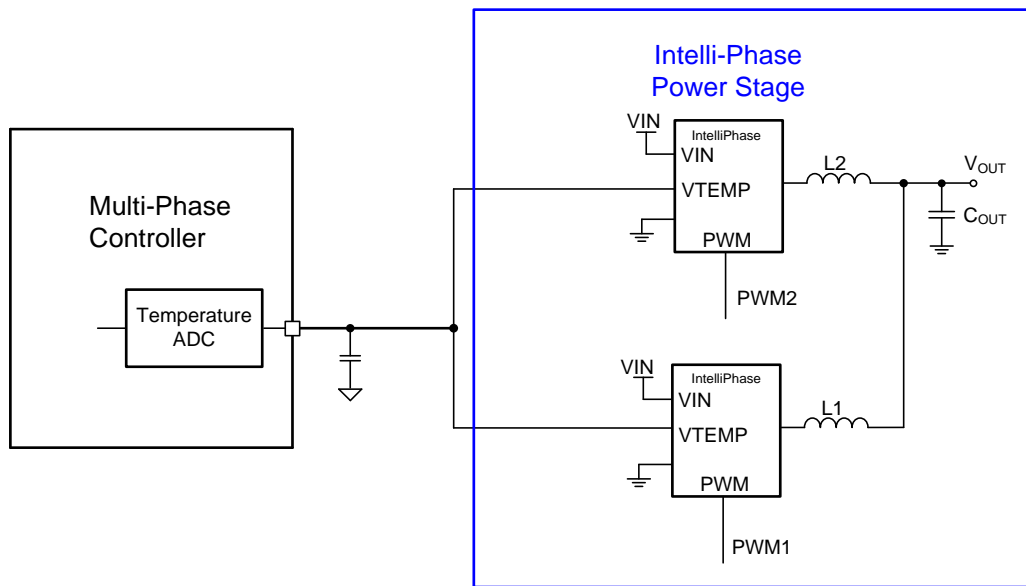 Intelli-Phase
Power Stage
Multi-Phase
Controller
Temperature
ADC
VIN
IntelliPhase
VIN
VTEMP
PWM
PWM2
L2
VOUT
COUT
VIN
IntelliPhase
VIN
VTEMP
PWM
PWM1
L1